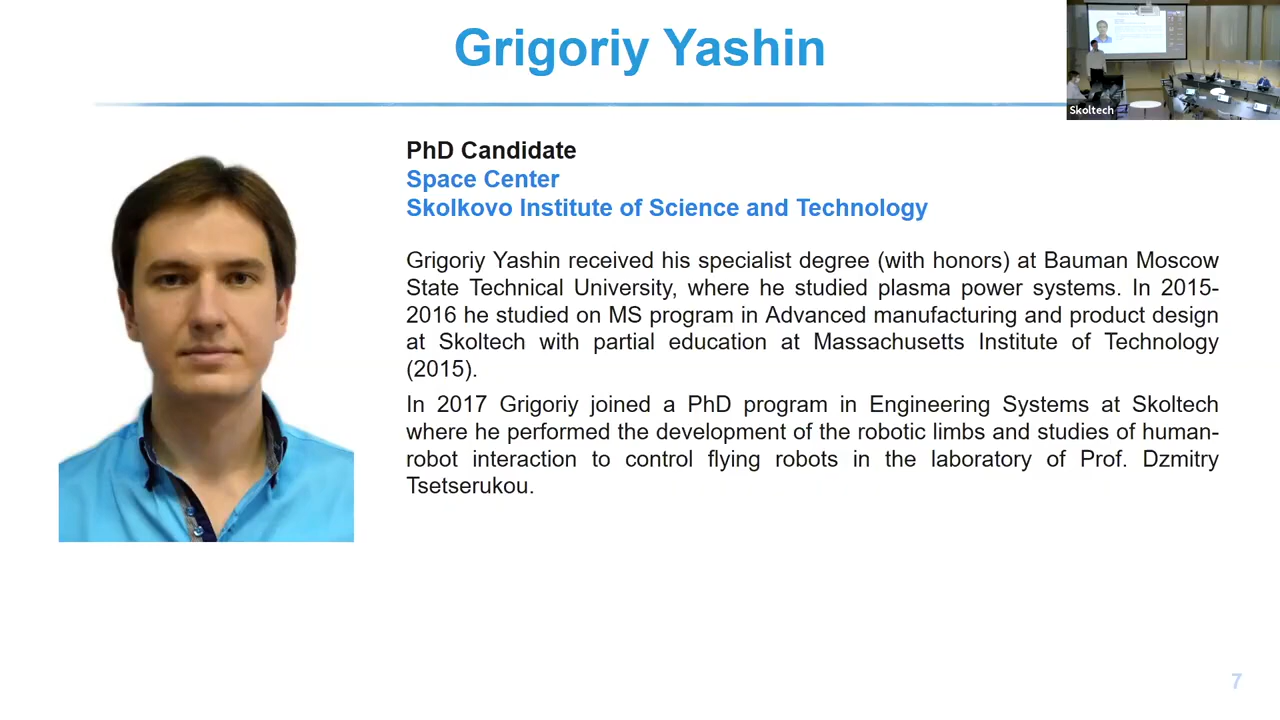 Grigoriy Yashin
Skoltech
PhD Candidate
Space Center
Skolkovo Institute of Science and Technology
Grigoriy Yashin received his specialist degree (with honors) at Bauman Moscow
State Technical University, where he studied plasma power systems. In 2015-
2016 he studied on MS program in Advanced manufacturing and product design
at Skoltech with partial education at Massachusetts Institute of Technology
(2015).
In 2017 Grigoriy joined a PhD program in Engineering Systems at Skoltech
where he performed the development of the robotic limbs and studies of human-
robot interaction to control flying robots in the laboratory of Prof. Dzmitry
Tsetserukou.
7